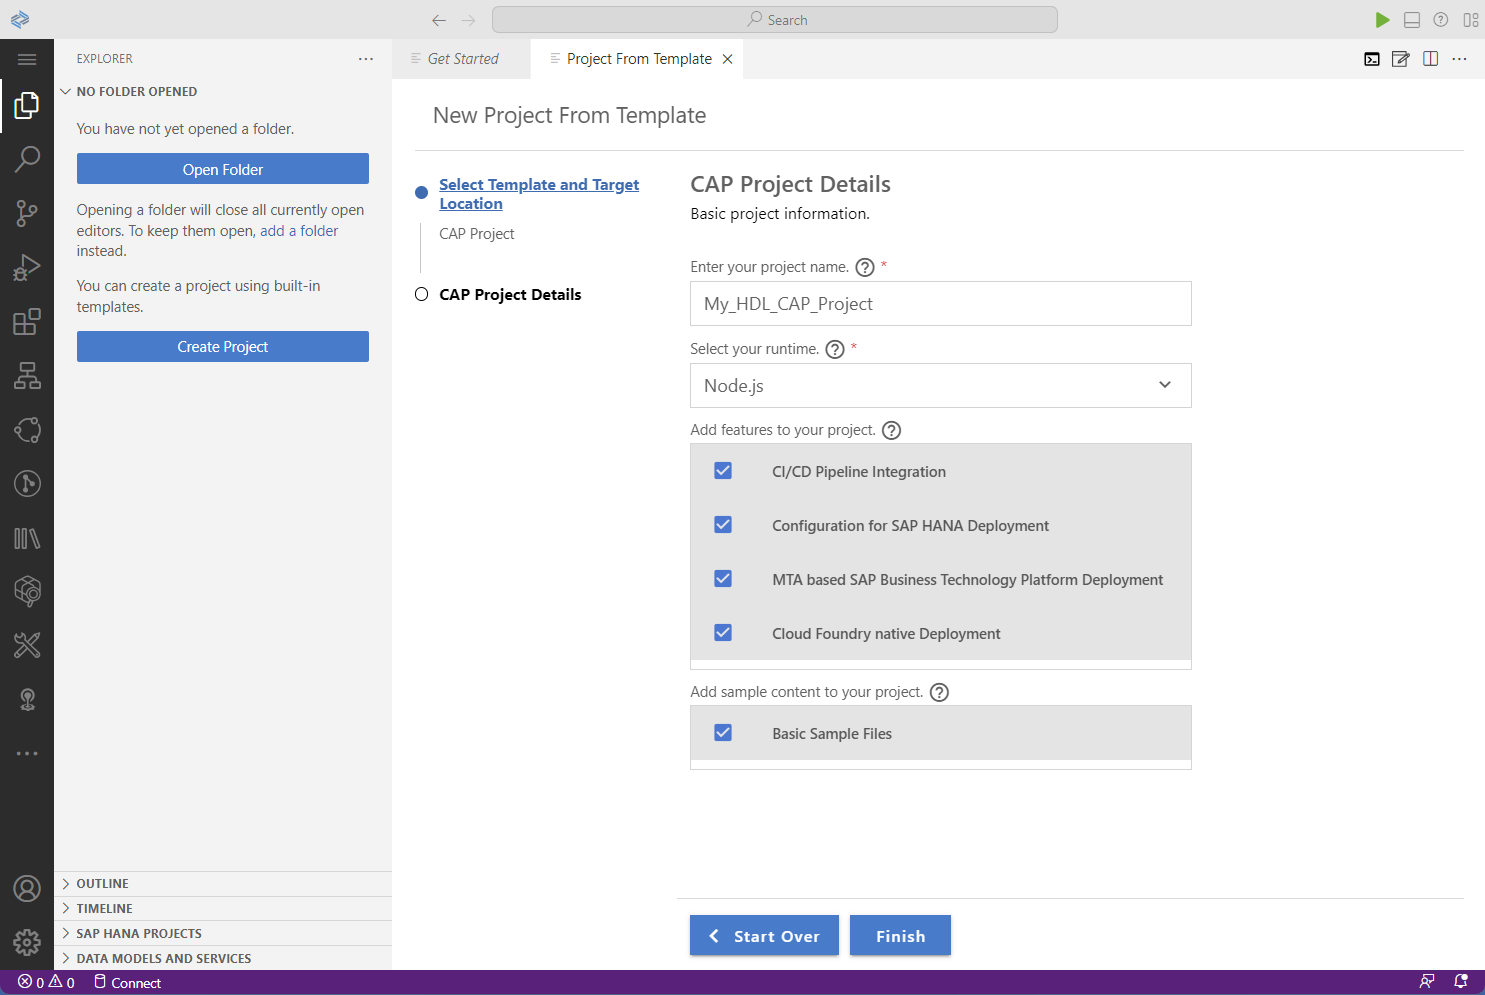 Search
EXPLORER
Get Started
Project From Template
NO FOLDER OPENED
You have not yet opened a folder.
Open Folder
Opening a folder will close all currently open
editors. To keep them open, add a folder
instead.
You can create a project using built-in
templates.
Create Project
OUTLINE
TIMELINE
SAP HANA PROJECTS
DATA MODELS AND SERVICES
New Project From Template
Select Template and Target
Location
CAP Project
CAP Project Details
CAP Project Details
Basic project information.
Enter your project name. *
My_HDL_CAP_Project
Select your runtime. *
Node.js
Add features to your project.
CI/CD Pipeline Integration
Configuration for SAP HANA Deployment
MTA based SAP Business Technology Platform Deployment
Cloud Foundry native Deployment
Add sample content to your project.
Basic Sample Files
Start Over
Finish
0 0 Connect